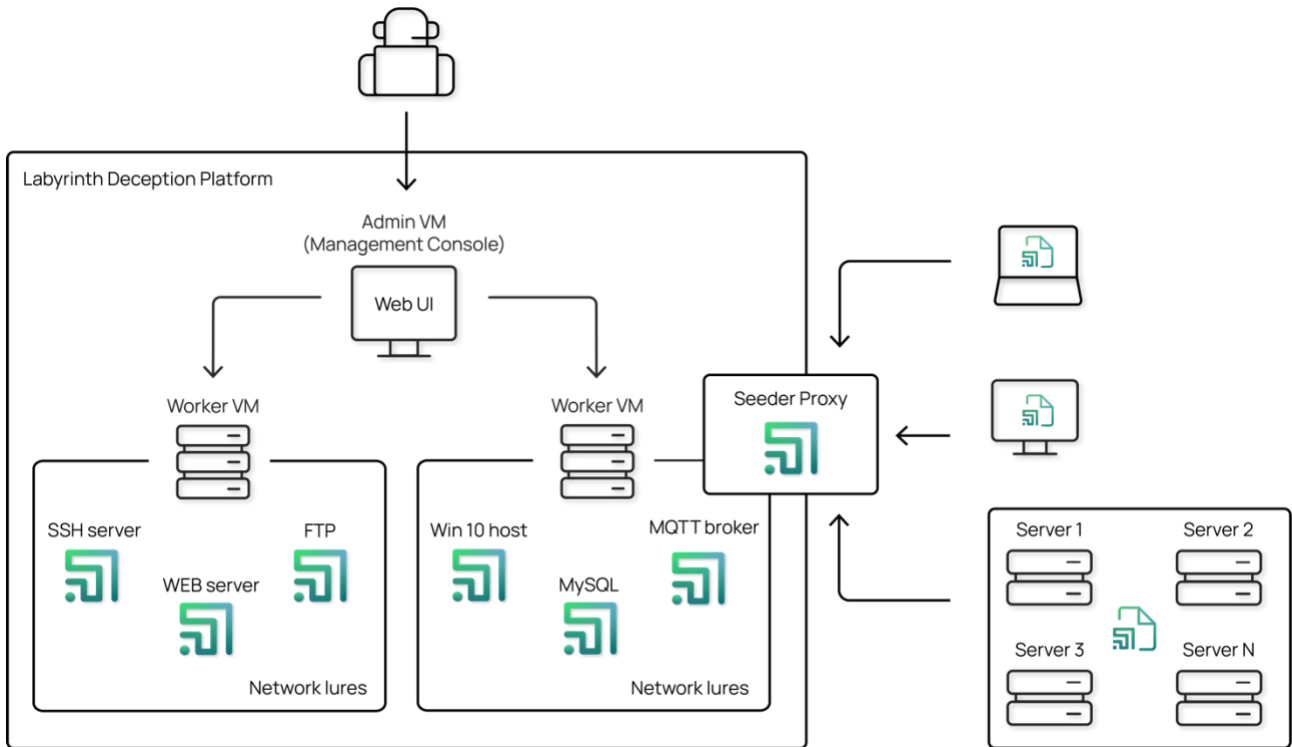 Labyrinth Deception Platform
Admin VM
(Management Console)
Web UI
Worker VM
Worker VM
Seeder Proxy
SSH server
FTP
WEB server
Network lures
Win 10 host
MQTT broker
MySQL
Network lures
Server 1
Server 2
Server 3
Server N